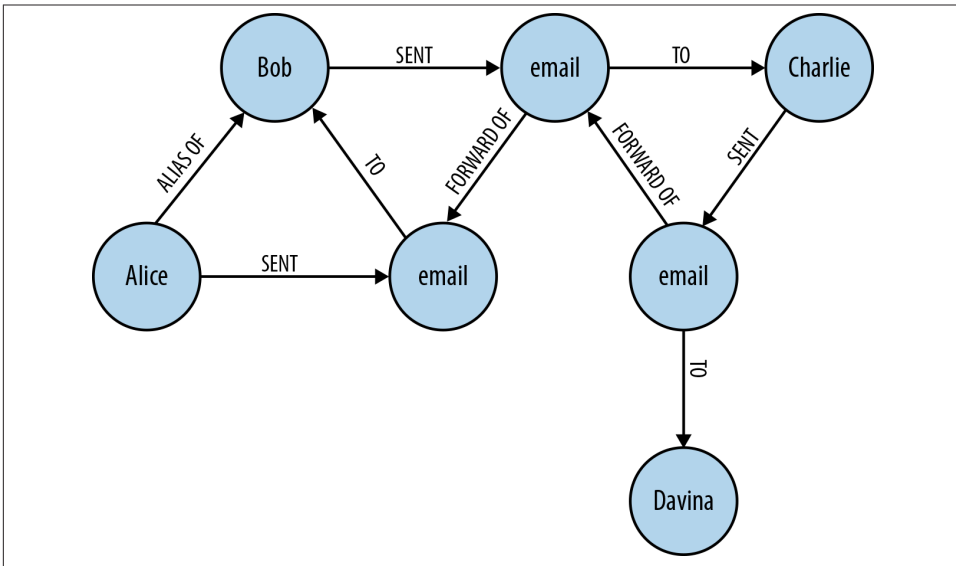 Bob
SENT
email
TO
Charlie
ALIAS OF
TO
FORWARD OF
FORWARD OF
SENT
Alice
SENT
email
email
TO
Davina